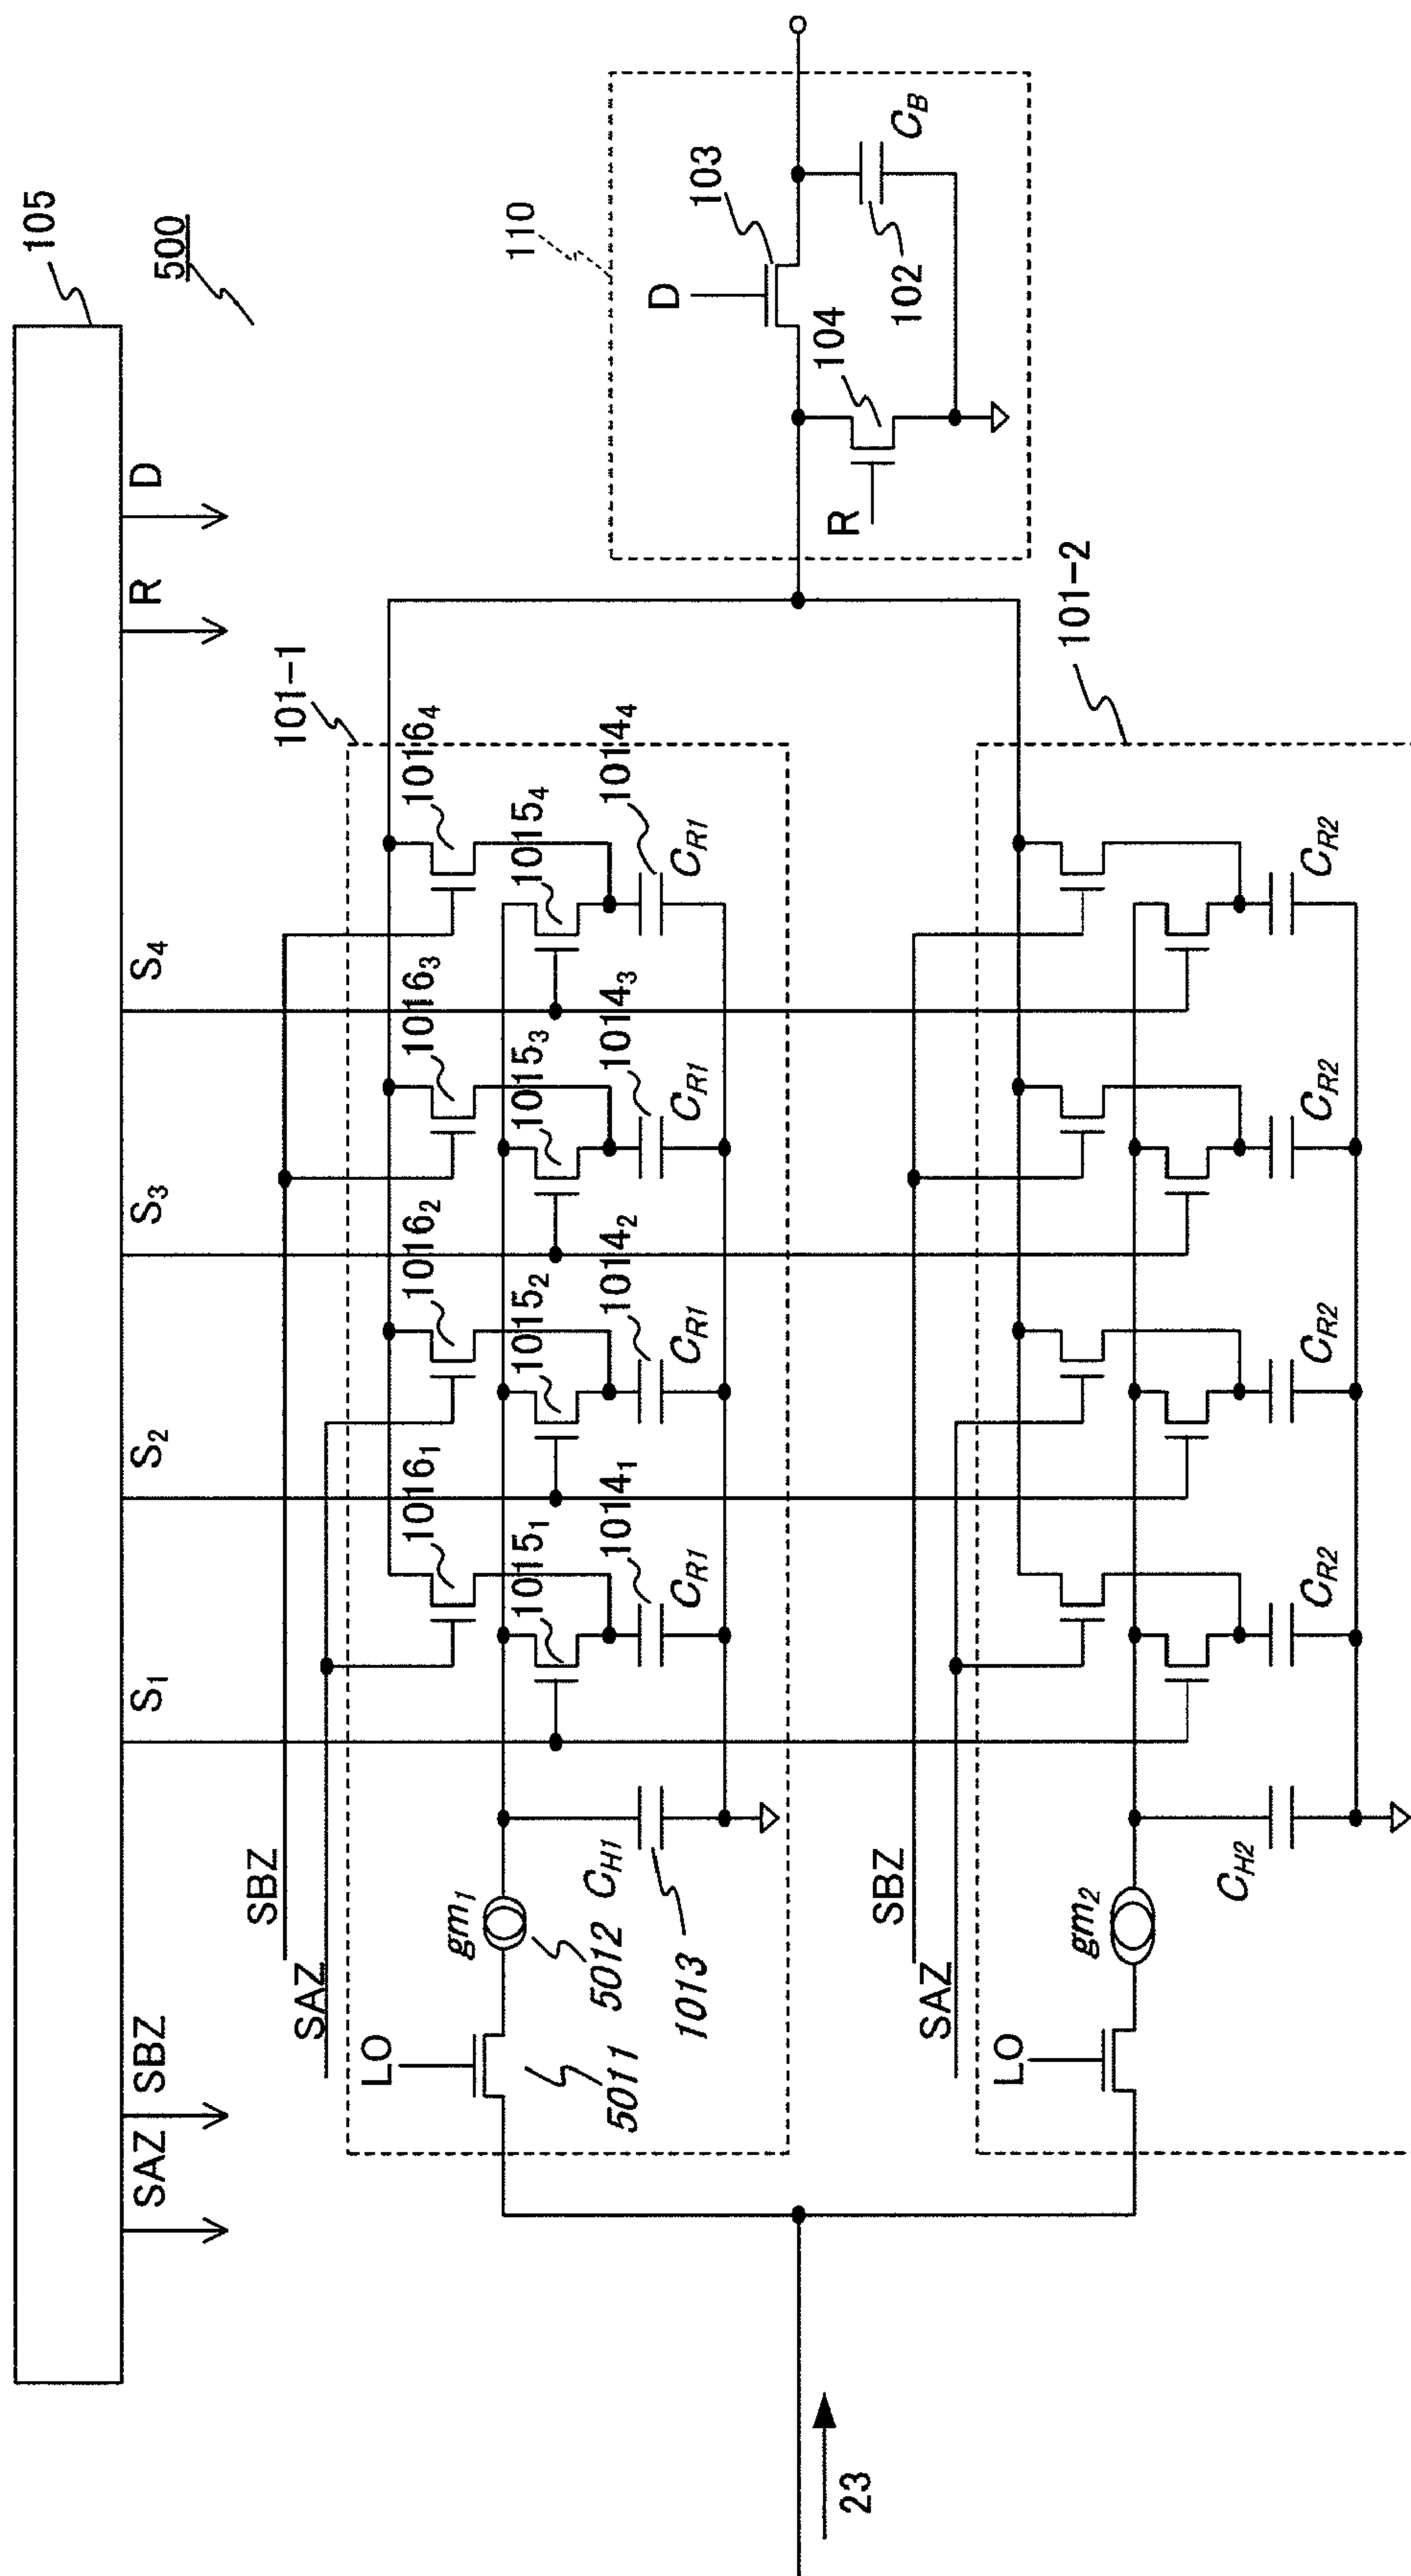 105
500
SAZ
SBZ
S1
S2
S3
S4
R
D
SBZ
SAZ
101-1
LO
5011
gm1
5012
CH1
1013
1016₁
1015₁
1014₁
CR1
1016₂
1015₂
1014₂
CR1
1016₃
1015₃
1014₃
CR1
1016₄
1015₄
1014₄
CR1
110
D
103
R
104
102
CB
23
101-2
SBZ
SAZ
LO
gm2
CH2
CR2
CR2
CR2
CR2